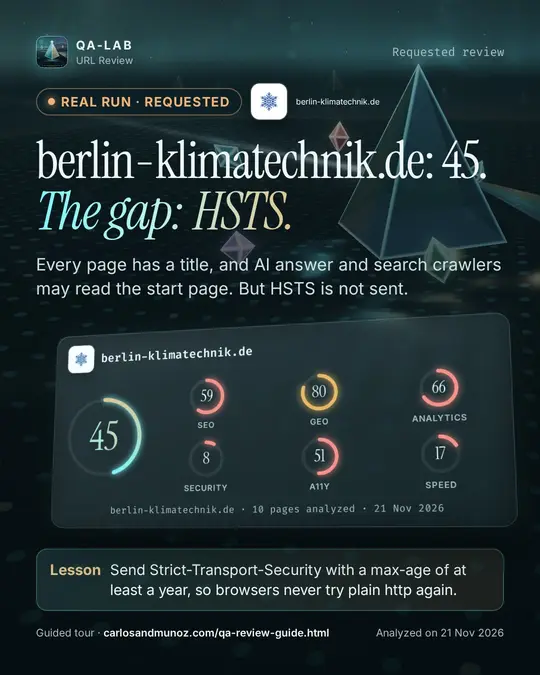 QA-LAB
URL Review
Requested review
REAL RUN · REQUESTED
berlin-klimatechnik.de
berlin-klimatechnik.de: 45.
The gap: HSTS.
Every page has a title, and AI answer and search crawlers
may read the start page. But HSTS is not sent.
berlin-klimatechnik.de
45
59
SEO
80
GEO
66
ANALYTICS
8
SECURITY
51
A11Y
17
SPEED
berlin-klimatechnik.de · 10 pages analyzed · 21 Nov 2026
Lesson
Send Strict-Transport-Security with a max-age of at
least a year, so browsers never try plain http again.
Guided tour · carlosandmunoz.com/qa-review-guide.html
Analyzed on 21 Nov 2026